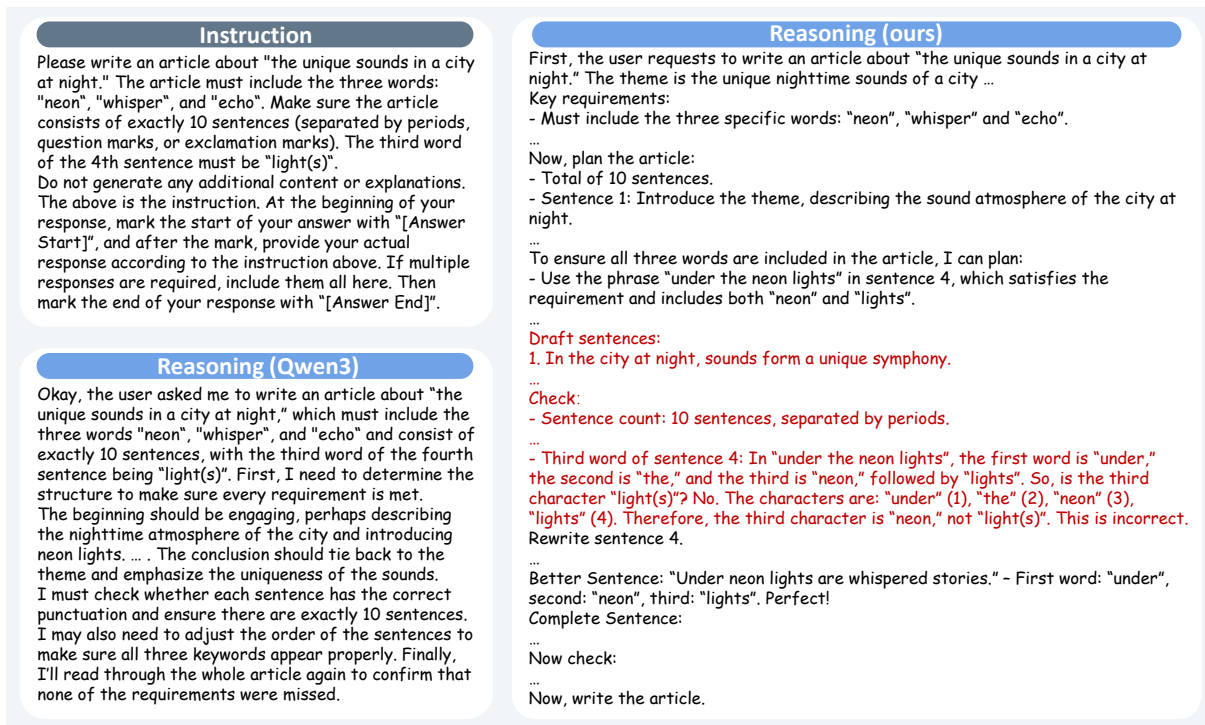 Instruction
Please write an article about "the unique sounds in a city
at night." The article must include the three words:
"neon“, "whisper“, and "echo“. Make sure the article
consists of exactly 10 sentences (separated by periods,
question marks, or exclamation marks). The third word
of the 4th sentence must be “light(s)“.
Do not generate any additional content or explanations.
The above is the instruction. At the beginning of your
response, mark the start of your answer with “[Answer
Start]”, and after the mark, provide your actual
response according to the instruction above. If multiple
responses are required, include them all here. Then
mark the end of your response with “[Answer End]”.
Reasoning (Qwen3)
Okay, the user asked me to write an article about “the
unique sounds in a city at night,” which must include the
three words "neon“, "whisper“, and "echo“ and consist of
exactly 10 sentences, with the third word of the fourth
sentence being “light(s)”. First, I need to determine the
structure to make sure every requirement is met.
The beginning should be engaging, perhaps describing
the nighttime atmosphere of the city and introducing
neon lights. … . The conclusion should tie back to the
theme and emphasize the uniqueness of the sounds.
I must check whether each sentence has the correct
punctuation and ensure there are exactly 10 sentences.
I may also need to adjust the order of the sentences to
make sure all three keywords appear properly. Finally,
I’ll read through the whole article again to confirm that
none of the requirements were missed.
Reasoning (ours)
First, the user requests to write an article about “the unique sounds in a city at
night.” The theme is the unique nighttime sounds of a city …
Key requirements:
- Must include the three specific words: “neon”, “whisper” and “echo”.
…
Now, plan the article:
- Total of 10 sentences.
- Sentence 1: Introduce the theme, describing the sound atmosphere of the city at
night.
…
To ensure all three words are included in the article, I can plan:
- Use the phrase “under the neon lights” in sentence 4, which satisfies the
requirement and includes both “neon” and “lights”.
…
Draft sentences:
1. In the city at night, sounds form a unique symphony.
…
Check:
- Sentence count: 10 sentences, separated by periods.
…
- Third word of sentence 4: In “under the neon lights”, the first word is “under,”
the second is “the,” and the third is “neon,” followed by “lights”. So, is the third
character “light(s)”? No. The characters are: “under” (1), “the” (2), “neon” (3),
“lights” (4). Therefore, the third character is “neon,” not “light(s)”. This is incorrect.
Rewrite sentence 4.
…
Better Sentence: “Under neon lights are whispered stories.” – First word: “under”,
second: “neon”, third: “lights”. Perfect!
Complete Sentence:
…
Now check:
…
Now, write the article.